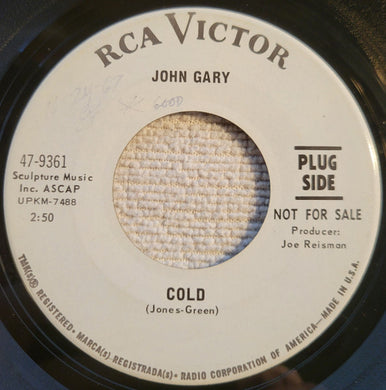 RCA VICTOR
JOHN GARY
GOOD
47-9361
Sculpture Music
Inc. ASCAP
UPKM-7488
2:50
PLUG
SIDE
NOT FOR SALE
Producer:
Joe Reisman
COLD
(Jones-Green)
TMK(s) ® REGISTERED • MARCA(s) REGISTRADA(s) • RADIO CORPORATION OF AMERICA—MADE IN U.S.A.